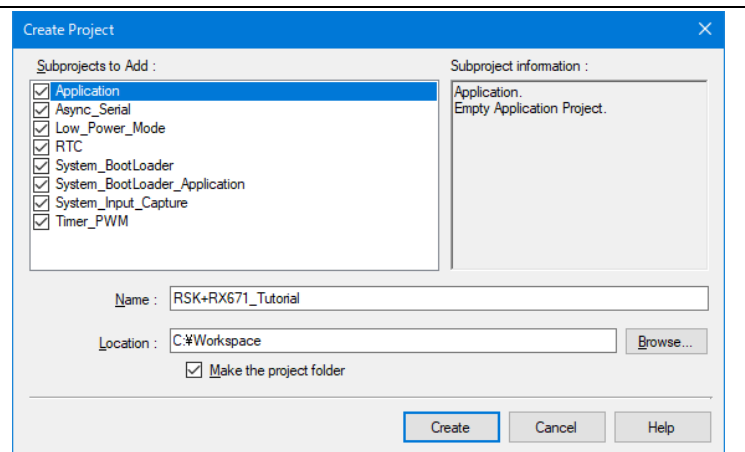 Create Project
Subprojects to Add :
Application
Async_Serial
Low_Power_Mode
RTC
System_BootLoader
System_BootLoader_Application
System_Input_Capture
Timer_PWM
Subproject information :
Application.
Empty Application Project.
Name : RSK+RX671_Tutorial
Location : C:¥Workspace Browse...
Make the project folder
Create Cancel Help